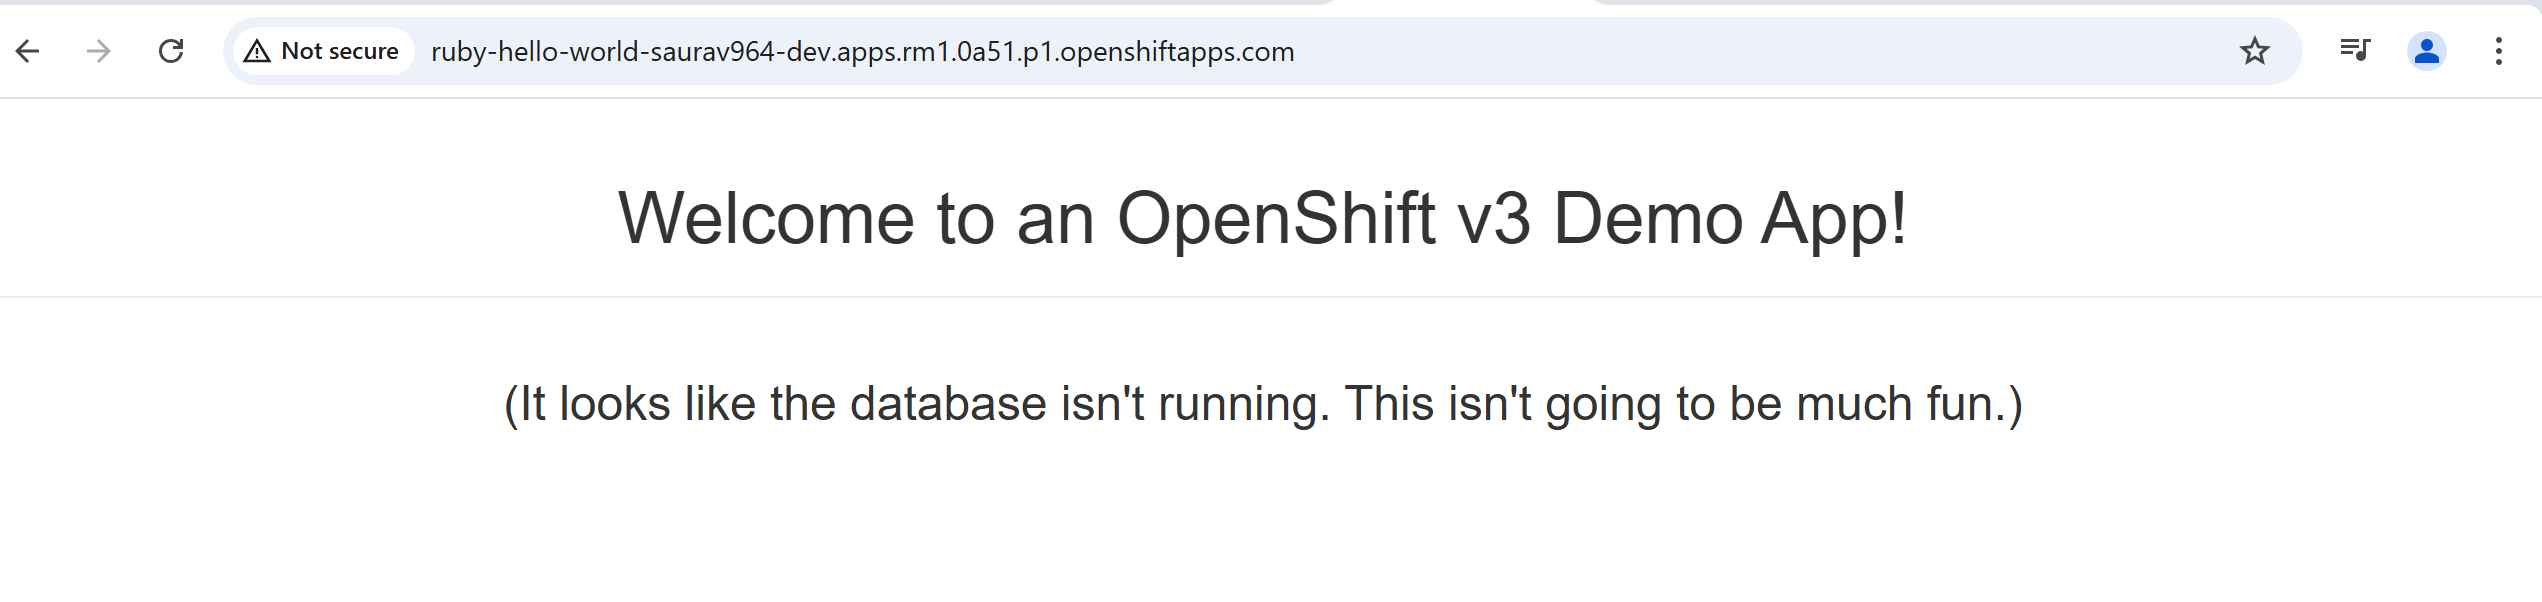 Not secure ruby-hello-world-saurav964-dev.apps.rm1.0a51.p1.openshiftapps.com
Welcome to an OpenShift v3 Demo App!
(It looks like the database isn't running. This isn't going to be much fun.)